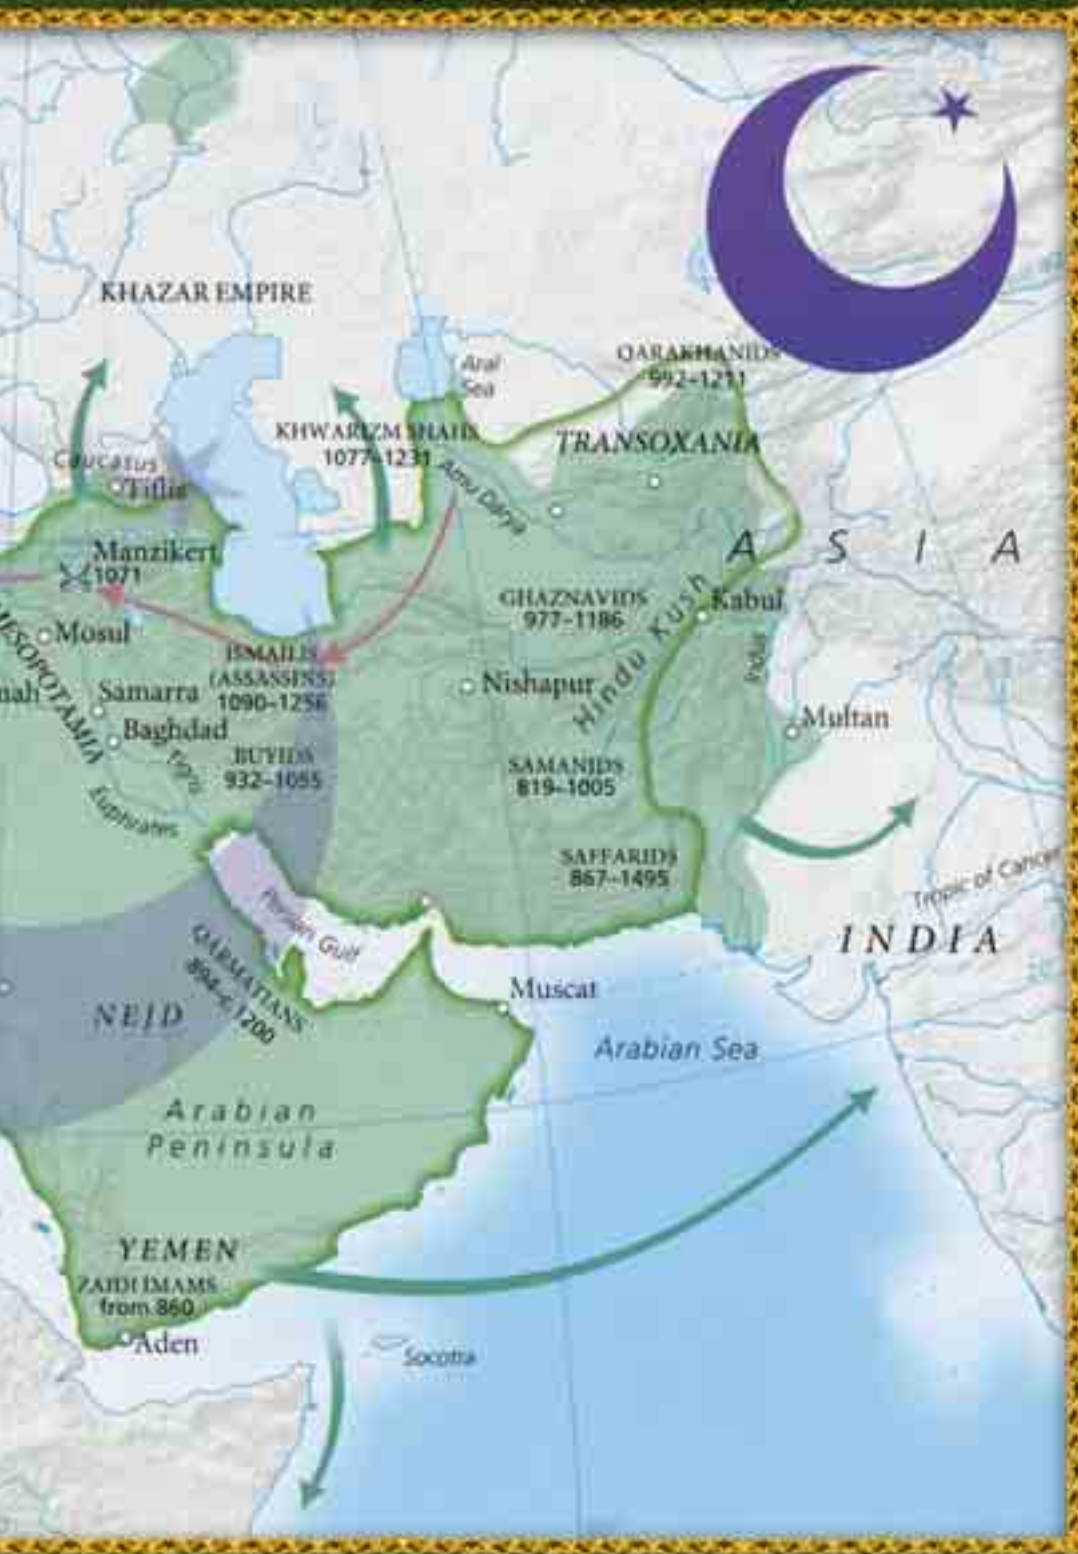 KHAZAR EMPIRE
Aral
Sea
QARAKHANIDS
992–1211
KHWARIZM SHAHS
1077–1231
TRANSOXANIA
Caucasus
Tiflis
Amu Darya
Manzikert
1071
A S I A
GHAZNAVIDS
977–1186
Hindu Kush
Kabul
Indus
MESOPOTAMIA
Mosul
ISMAILIS
(ASSASSINS)
1090–1256
Nishapur
nah
Samarra
Baghdad
Tigris
Multan
BUYIDS
932–1055
SAMANIDS
819–1005
Euphrates
SAFFARIDS
867–1495
Tropic of Cancer
Persian Gulf
INDIA
QARMATIANS
894–c.1200
NEJD
Muscat
Arabian Sea
Arabian
Peninsula
YEMEN
ZAIDI IMAMS
from 860
Aden
Socotra